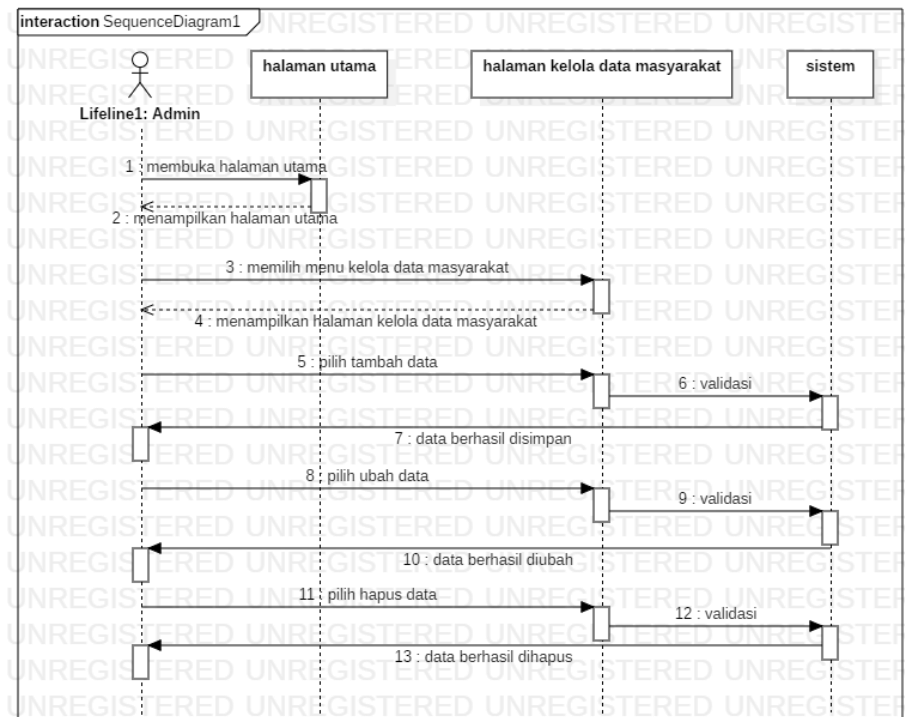 interaction SequenceDiagram1
halaman utama
halaman kelola data masyarakat
sistem
Lifeline1: Admin
1 : membuka halaman utama
2 : menampilkan halaman utama
3 : memilih menu kelola data masyarakat
4 : menampilkan halaman kelola data masyarakat
5 : pilih tambah data
6 : validasi
7 : data berhasil disimpan
8 : pilih ubah data
9 : validasi
10 : data berhasil diubah
11 : pilih hapus data
12 : validasi
13 : data berhasil dihapus
UNREGISTERED